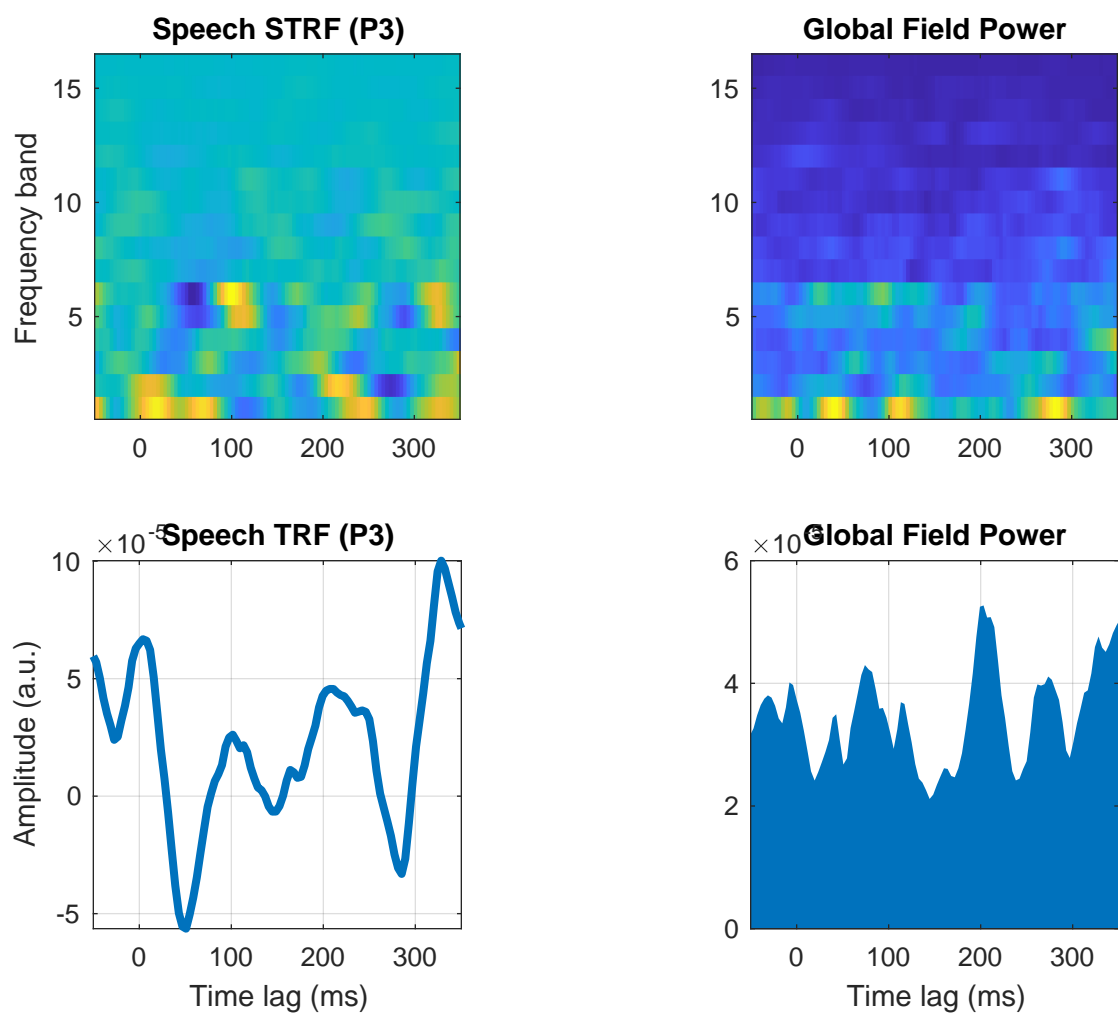 Speech STRF (P3)
Frequency band
15
10
5
0 100 200 300
Global Field Power
15
10
5
0 100 200 300
Speech TRF (P3)
×10^-5
Amplitude (a.u.)
10
5
0
-5
0 100 200 300
Time lag (ms)
Global Field Power
×10^-5
6
4
2
0
0 100 200 300
Time lag (ms)